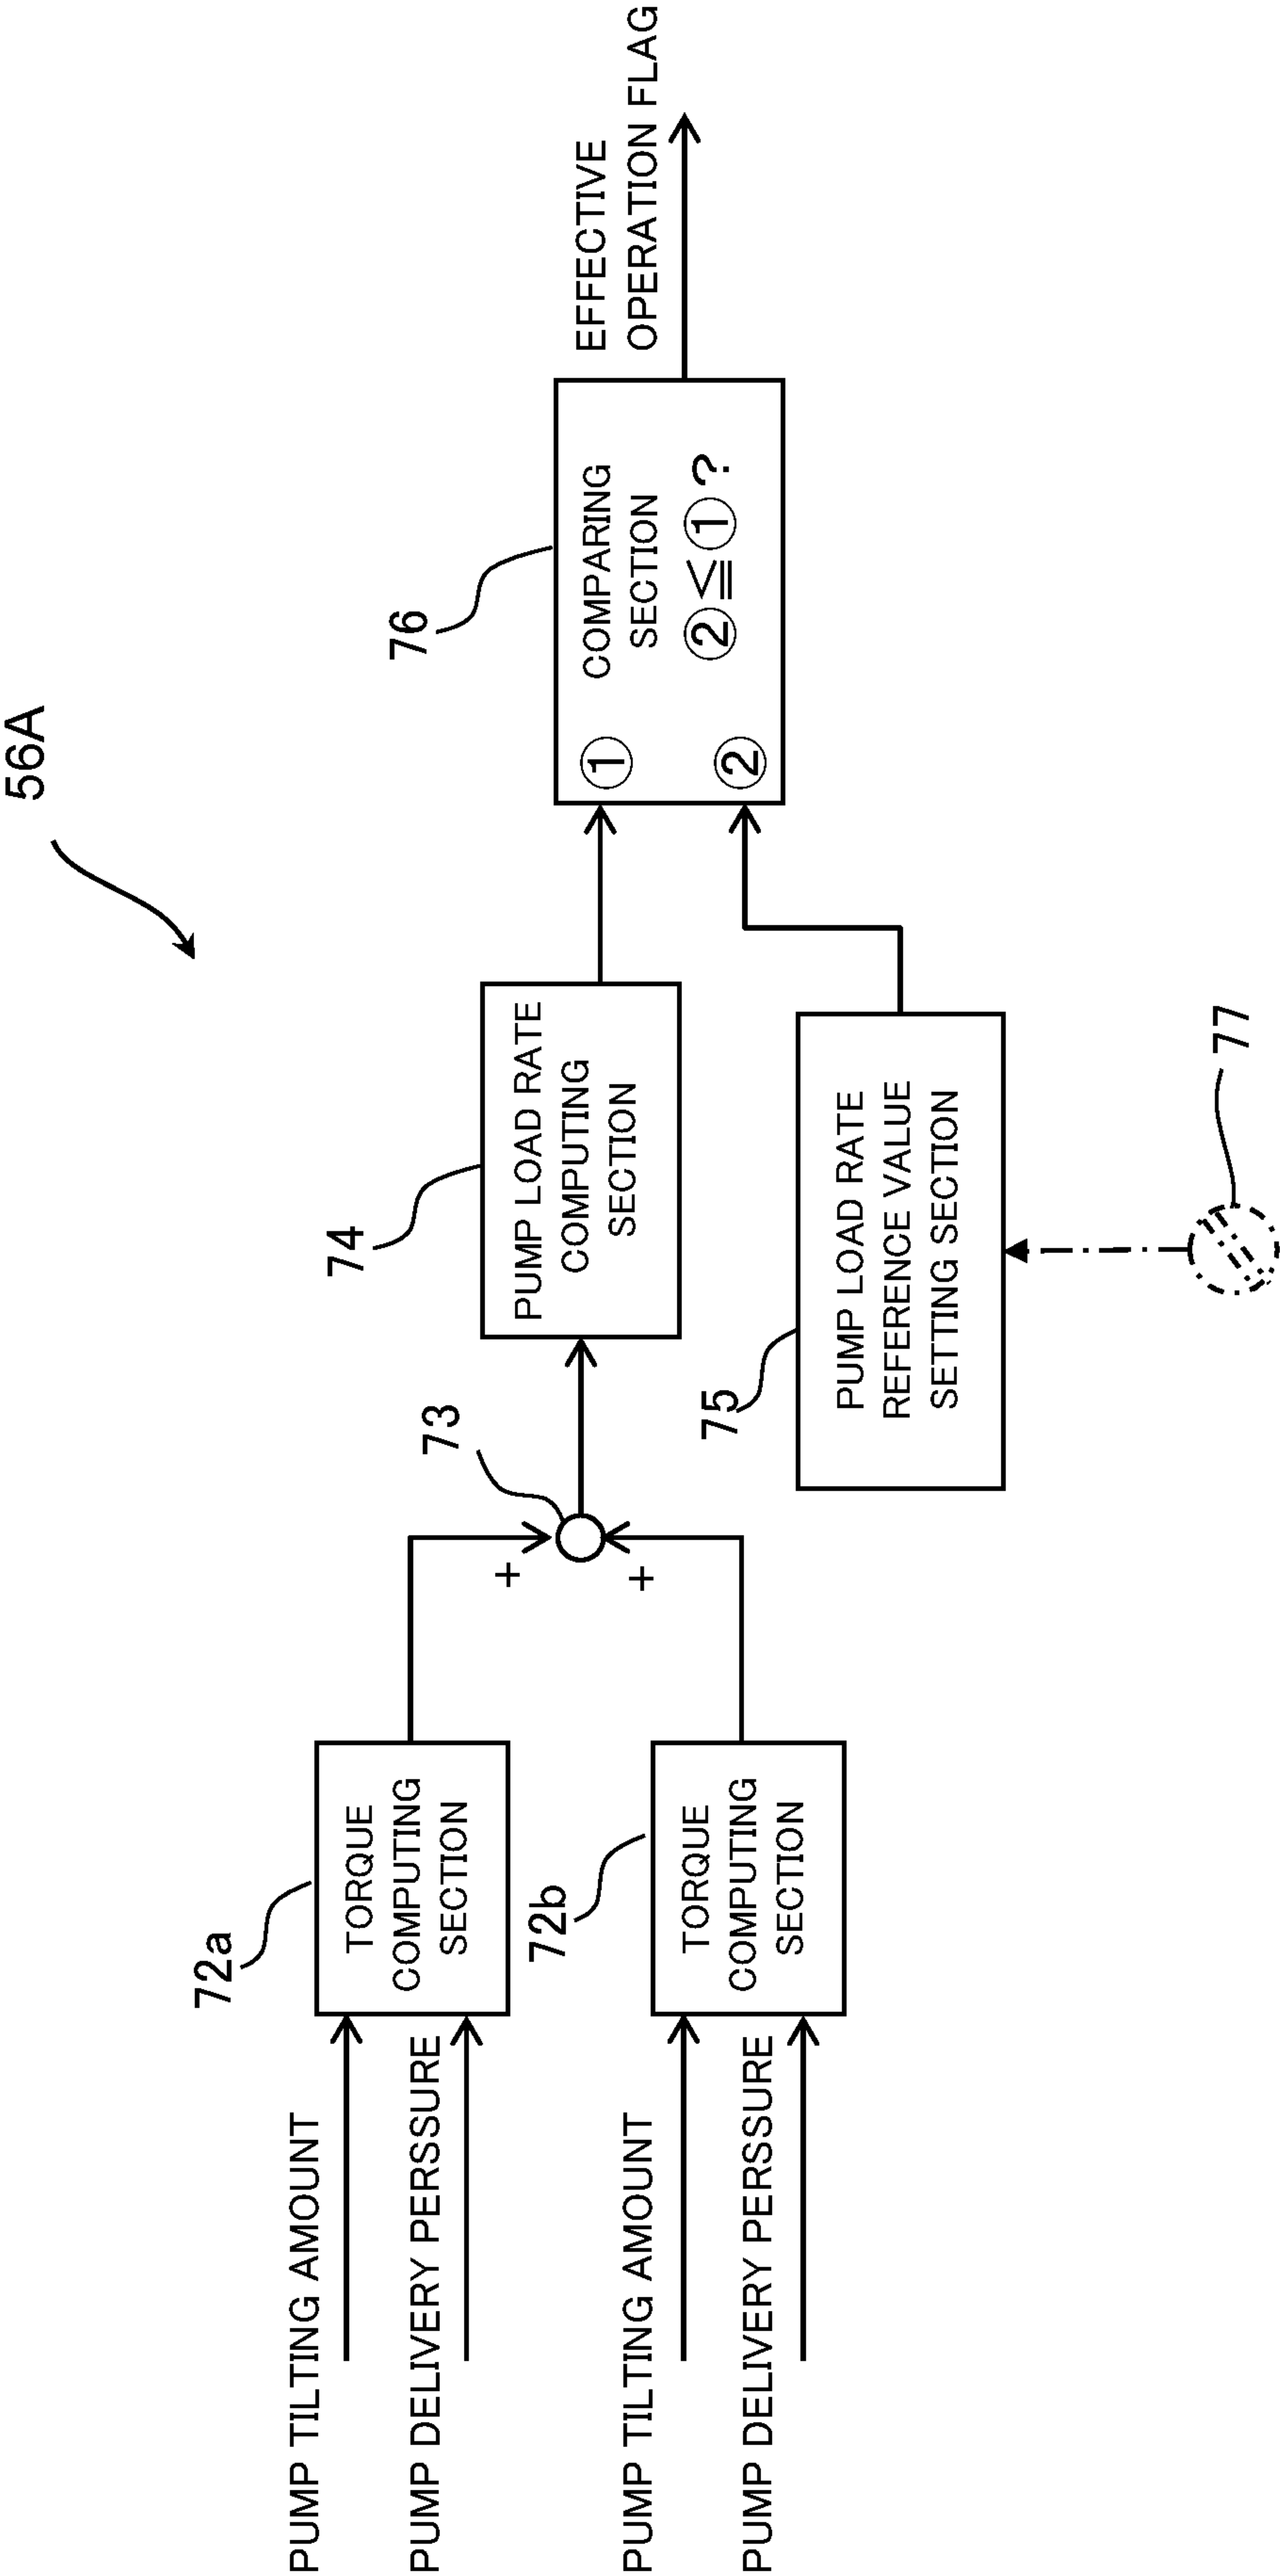 56A
PUMP TILTING AMOUNT
PUMP DELIVERY PERSSURE
72a
TORQUE
COMPUTING
SECTION
PUMP TILTING AMOUNT
PUMP DELIVERY PERSSURE
72b
TORQUE
COMPUTING
SECTION
+
+
73
74
PUMP LOAD RATE
COMPUTING
SECTION
75
PUMP LOAD RATE
REFERENCE VALUE
SETTING SECTION
77
76
①
COMPARING
SECTION
②≦①?
②
EFFECTIVE
OPERATION FLAG